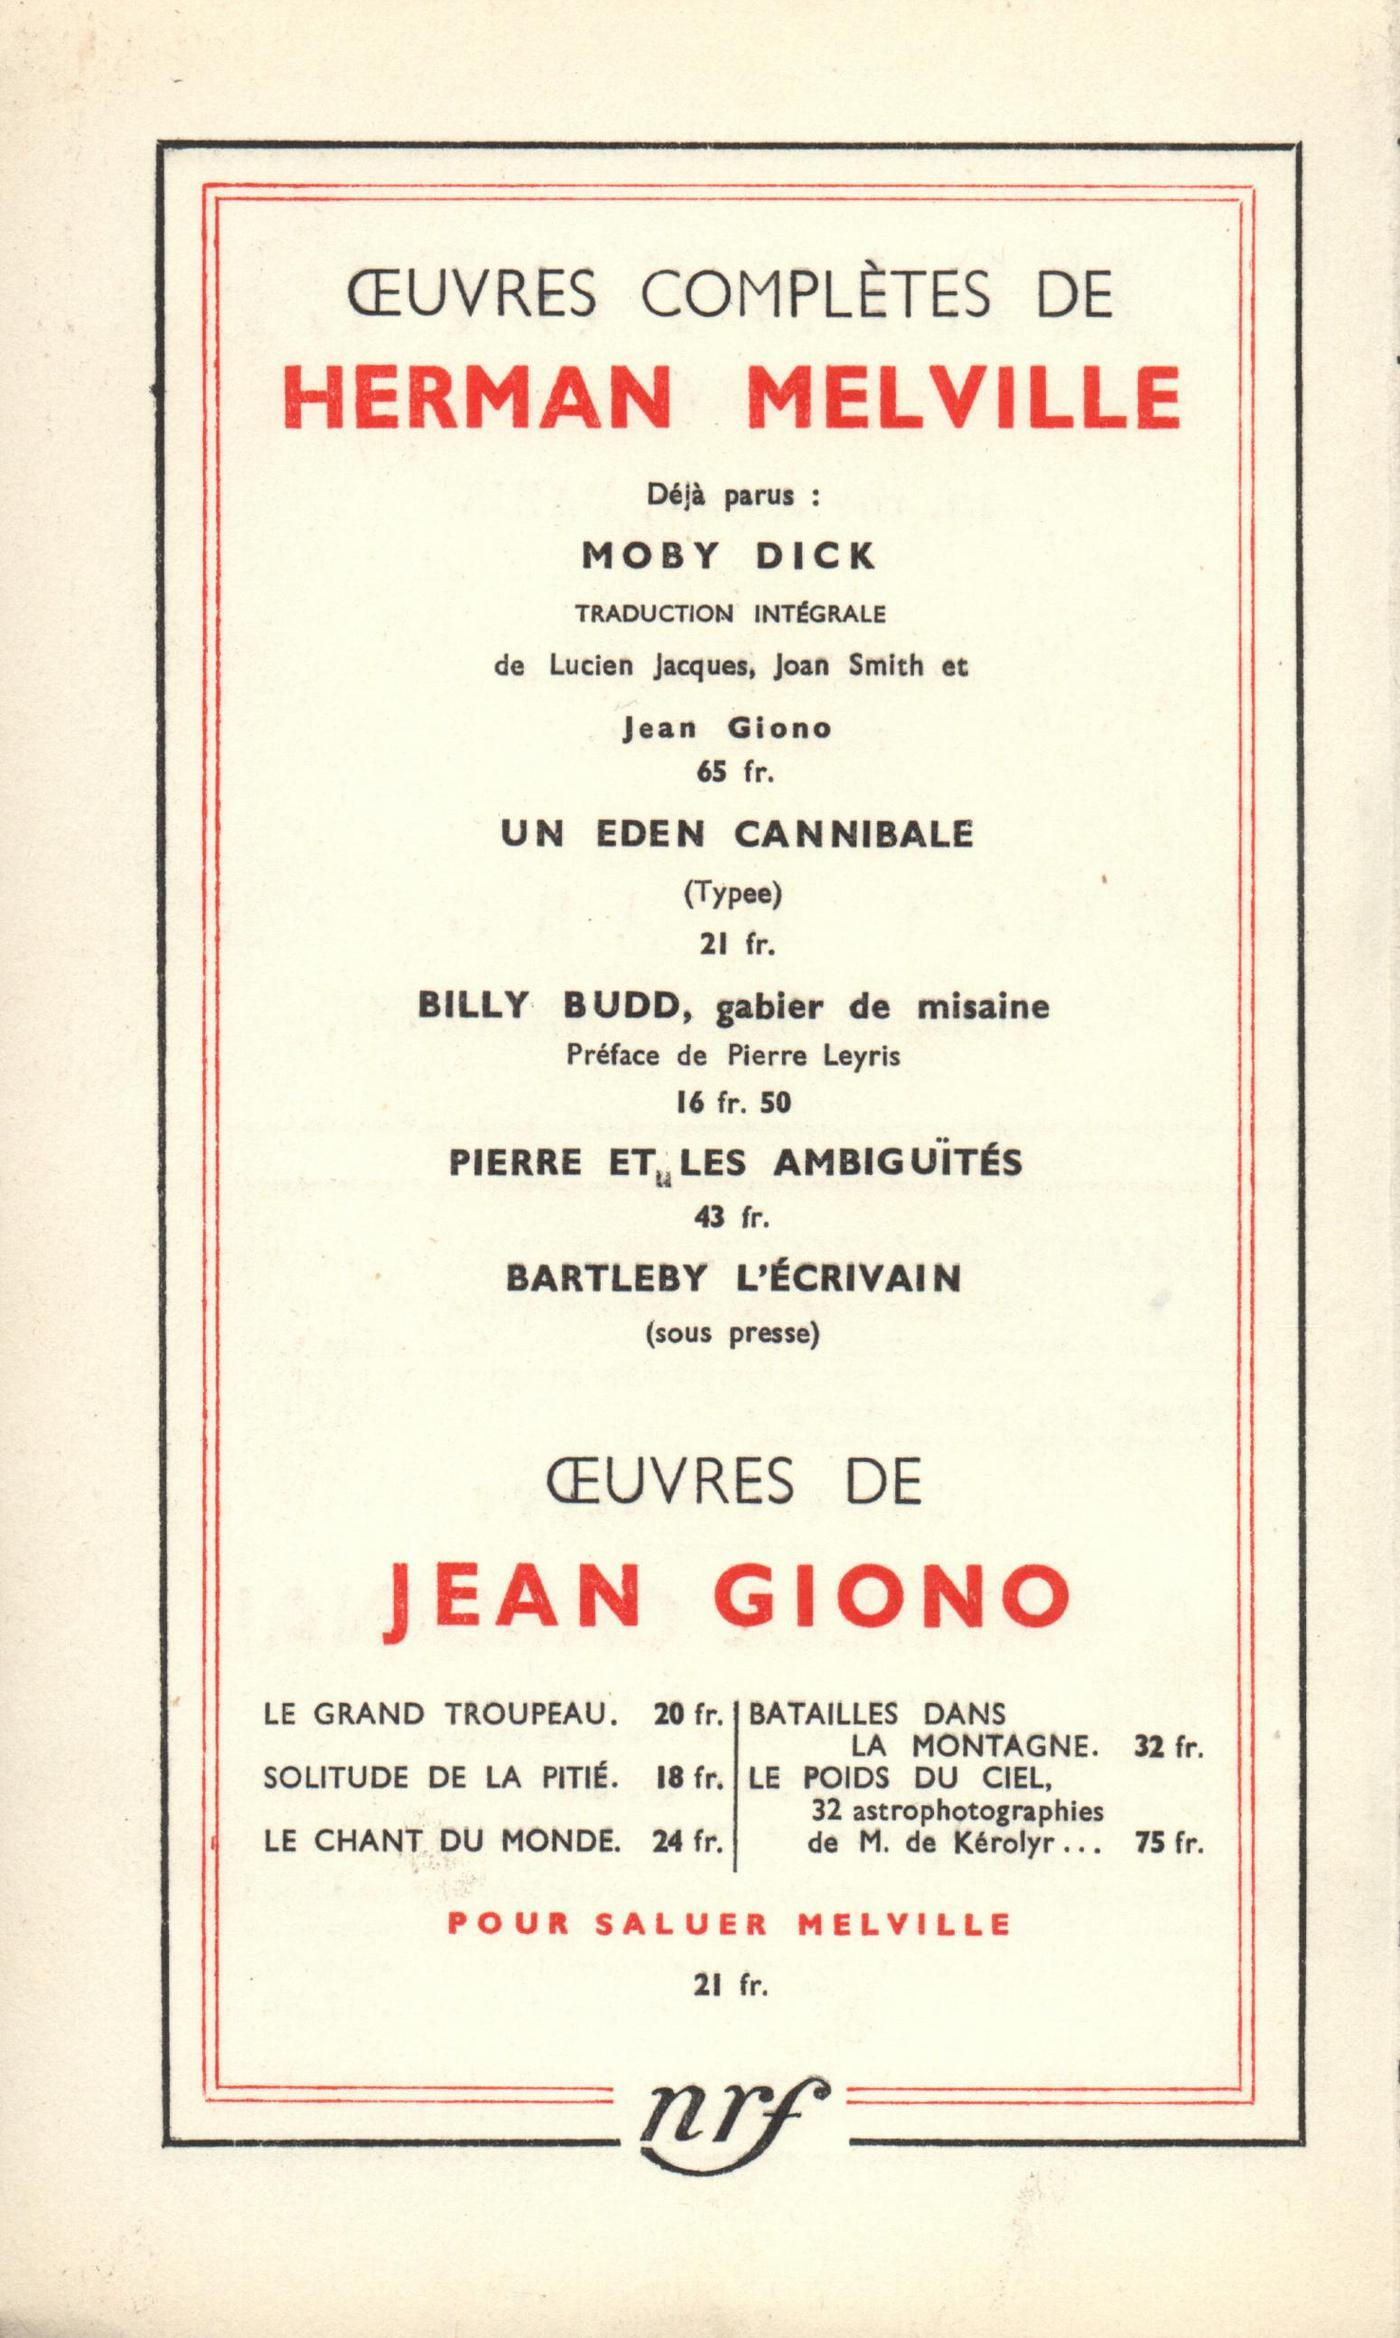 ŒUVRES COMPLÈTES DE
HERMAN MELVILLE
Déjà parus :
MOBY DICK
TRADUCTION INTÉGRALE
de Lucien Jacques, Joan Smith et
Jean Giono
65 fr.
UN EDEN CANNIBALE
(Typee)
21 fr.
BILLY BUDD, gabier de misaine
Préface de Pierre Leyris
16 fr. 50
PIERRE ET LES AMBIGUÏTÉS
43 fr.
BARTLEBY L'ÉCRIVAIN
(sous presse)
ŒUVRES DE
JEAN GIONO
LE GRAND TROUPEAU. 20 fr.
SOLITUDE DE LA PITIÉ. 18 fr.
LE CHANT DU MONDE. 24 fr.
BATAILLES DANS
LA MONTAGNE. 32 fr.
LE POIDS DU CIEL,
32 astrophotographies
de M. de Kérolyr... 75 fr.
POUR SALUER MELVILLE
21 fr.
nrf